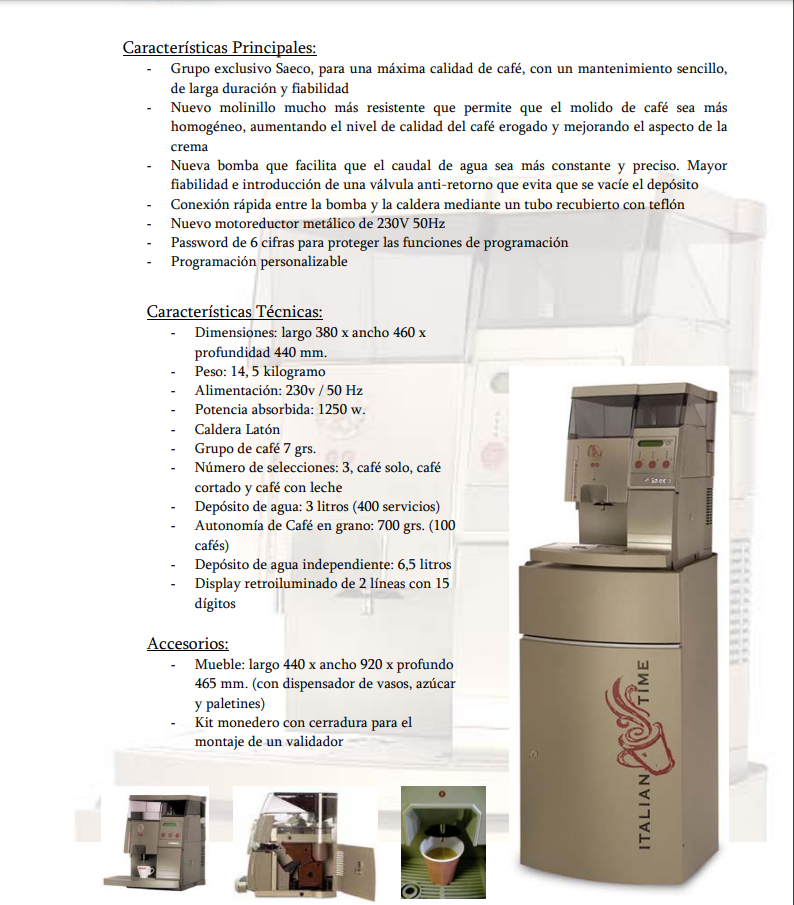 Características Principales:
- Grupo exclusivo Saeco, para una máxima calidad de café, con un mantenimiento sencillo,
de larga duración y fiabilidad
- Nuevo molinillo mucho más resistente que permite que el molido de café sea más
homogéneo, aumentando el nivel de calidad del café erogado y mejorando el aspecto de la
crema
- Nueva bomba que facilita que el caudal de agua sea más constante y preciso. Mayor
fiabilidad e introducción de una válvula anti-retorno que evita que se vacíe el depósito
- Conexión rápida entre la bomba y la caldera mediante un tubo recubierto con teflón
- Nuevo motoreductor metálico de 230V 50Hz
- Password de 6 cifras para proteger las funciones de programación
- Programación personalizable
Características Técnicas:
- Dimensiones: largo 380 x ancho 460 x
profundidad 440 mm.
- Peso: 14, 5 kilogramo
- Alimentación: 230v / 50 Hz
- Potencia absorbida: 1250 w.
- Caldera Latón
- Grupo de café 7 grs.
- Número de selecciones: 3, café solo, café
cortado y café con leche
- Depósito de agua: 3 litros (400 servicios)
- Autonomía de Café en grano: 700 grs. (100
cafés)
- Depósito de agua independiente: 6,5 litros
- Display retroiluminado de 2 líneas con 15
dígitos
Accesorios:
- Mueble: largo 440 x ancho 920 x profundo
465 mm. (con dispensador de vasos, azúcar
y paletines)
- Kit monedero con cerradura para el
montaje de un validador
Saeco
ITALIAN TIME